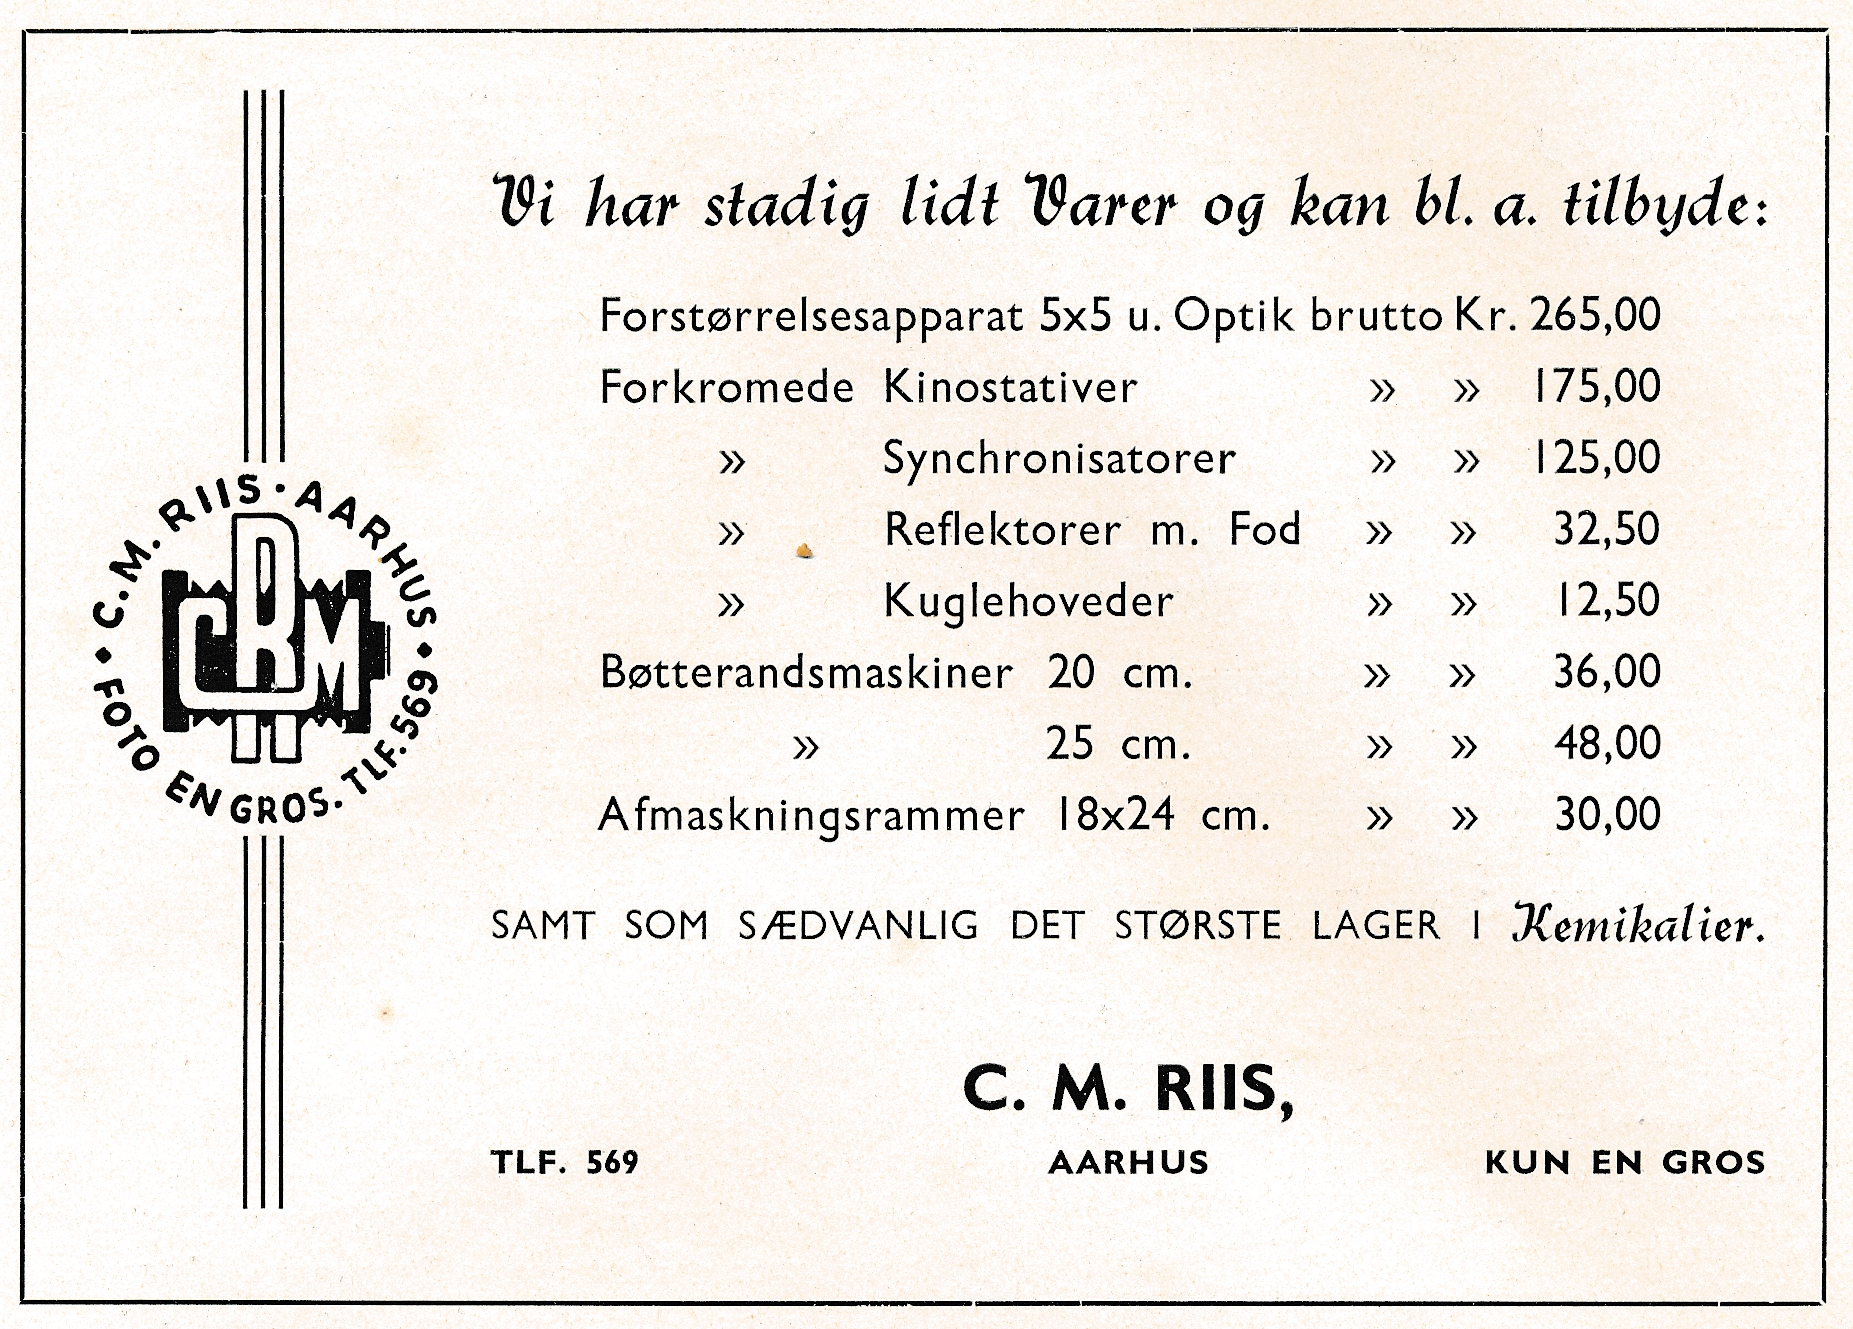 Vi har stadig lidt Varer og kan bl. a. tilbyde:
Forstørrelsesapparat 5x5 u. Optik brutto Kr. 265,00
Forkromede Kinostativer » » 175,00
» Synchronisatorer » » 125,00
» Reflektorer m. Fod » » 32,50
» Kuglehoveder » » 12,50
Bøtterandsmaskiner 20 cm. » » 36,00
» 25 cm. » » 48,00
Afmaskningsrammer 18x24 cm. » » 30,00
SAMT SOM SÆDVANLIG DET STØRSTE LAGER I Kemikalier.
C. M. RIIS,
TLF. 569 AARHUS KUN EN GROS
C. M. RIIS · AARHUS ·
FOTO EN GROS. TLF. 569
CRM